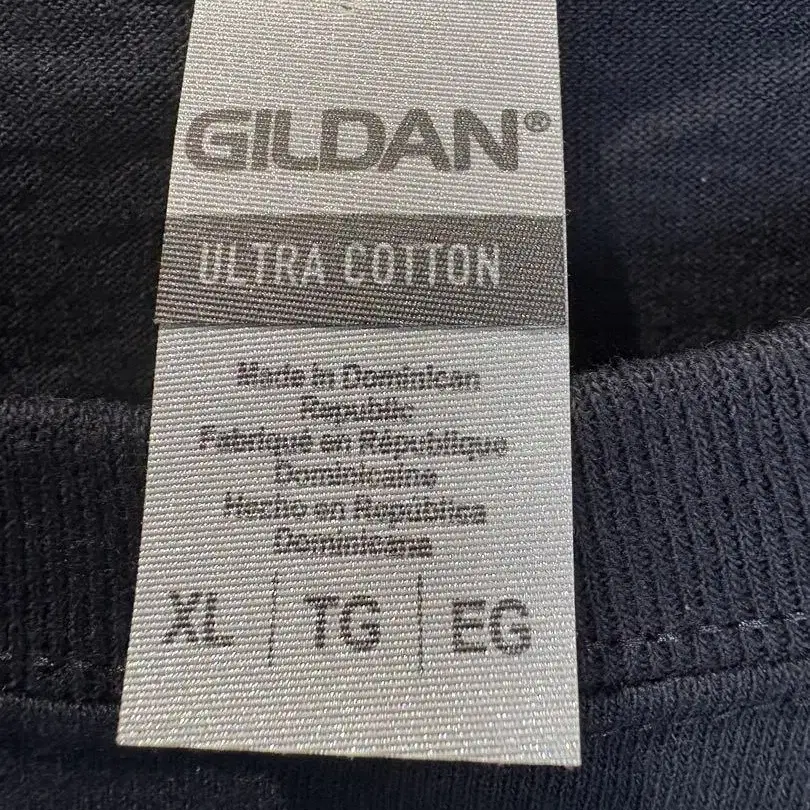 GILDAN®
ULTRA COTTON
Made in Dominican
Republic
Fabriqué en République
Dominicaine
Hecho en República
Dominicana
XL | TG | EG